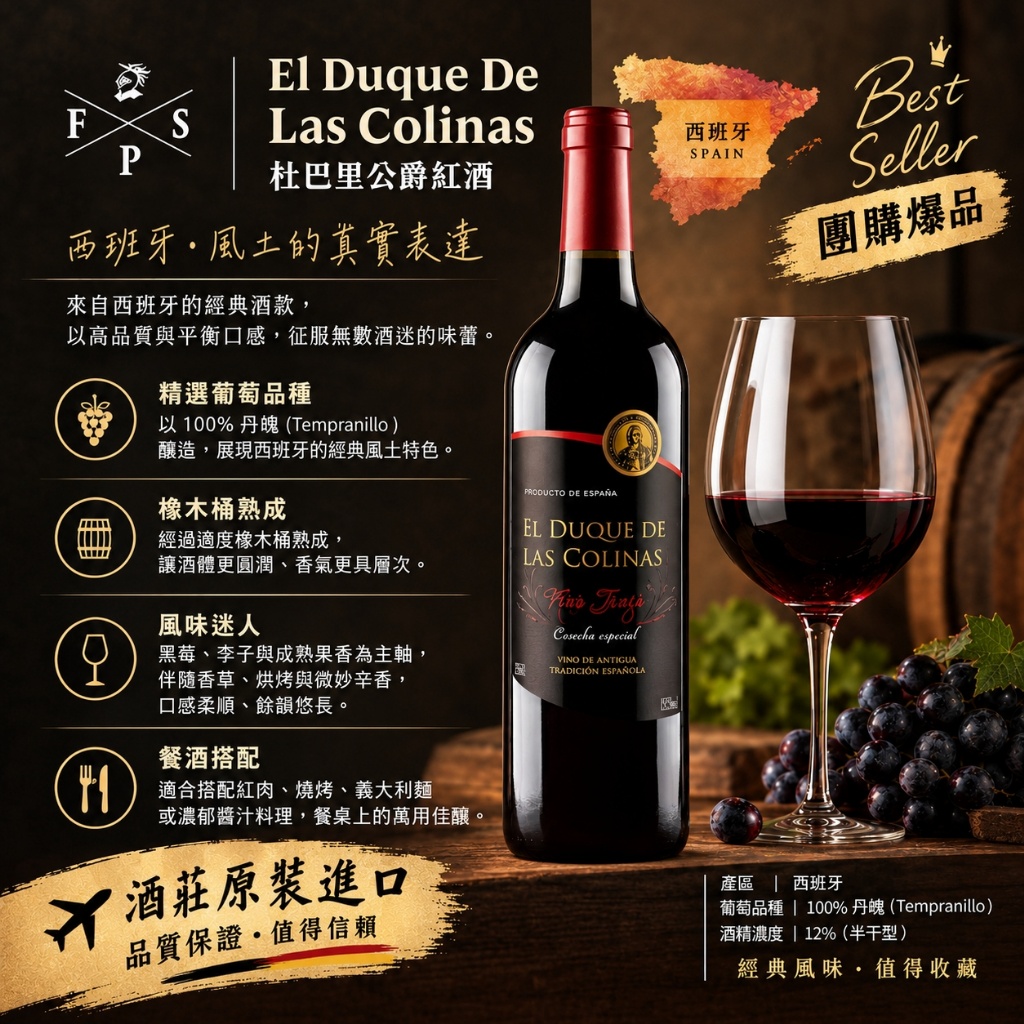 F S
P
El Duque De
Las Colinas
杜巴里公爵紅酒
西班牙・風土的真實表達
來自西班牙的經典酒款，
以高品質與平衡口感，征服無數酒迷的味蕾。
精選葡萄品種
以 100% 丹魄 (Tempranillo)
釀造，展現西班牙的經典風土特色。
橡木桶熟成
經過適度橡木桶熟成，
讓酒體更圓潤、香氣更具層次。
風味迷人
黑莓、李子與成熟果香為主軸，
伴隨香草、烘烤與微妙辛香，
口感柔順、餘韻悠長。
餐酒搭配
適合搭配紅肉、燒烤、義大利麵
或濃郁醬汁料理，餐桌上的萬用佳釀。
酒莊原裝進口
品質保證・值得信賴
西班牙
SPAIN
Best
Seller
團購爆品
PRODUCTO DE ESPAÑA
EL DUQUE DE
LAS COLINAS
Vino
Cosecha especial
VINO DE ANTIGUA
TRADICIÓN ESPAÑOLA
產區 | 西班牙
葡萄品種 | 100% 丹魄 (Tempranillo)
酒精濃度 | 12% (半干型)
經典風味・值得收藏